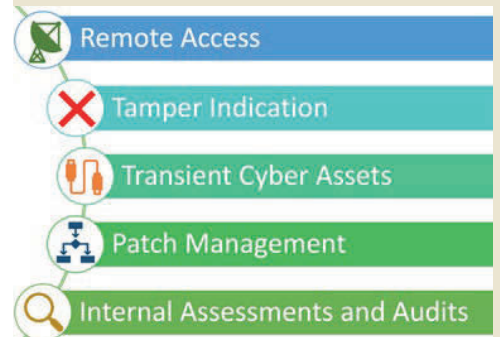 Remote Access
Tamper Indication
Transient Cyber Assets
Patch Management
Internal Assessments and Audits